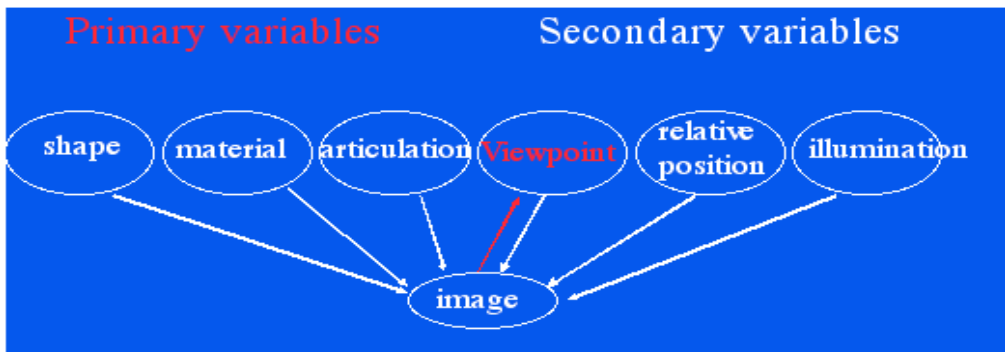 Primary variables
Secondary variables
shape
material
articulation
Viewpoint
relative
position
illumination
image